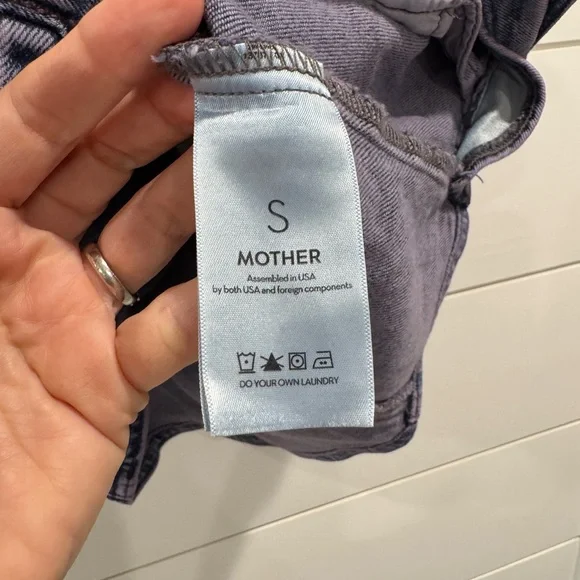 S
MOTHER
Assembled in USA
by both USA and foreign components
DO YOUR OWN LAUNDRY